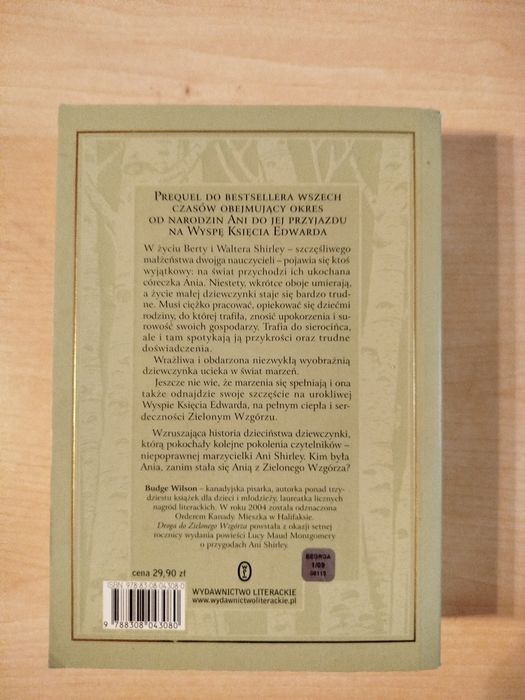 PREQUEL DO BESTSELLERA WSZECH
CZASÓW OBEJMUJĄCY OKRES
OD NARODZIN ANI DO JEJ PRZYJAZDU
NA WYSPĘ KSIĘCIA EDWARDA
W życiu Berty i Waltera Shirley – szczęśliwego
małżeństwa dwojga nauczycieli – pojawia się ktoś
wyjątkowy: na świat przychodzi ich ukochana
córeczka Ania. Niestety, wkrótce oboje umierają,
a życie małej dziewczynki staje się bardzo trud-
ne. Musi ciężko pracować, opiekować się dziećmi
rodziny, do której trafiła, znosić upokorzenia i su-
rowość swoich gospodarzy. Trafia do sierocińca,
ale i tam spotykają ją przykrości oraz trudne
doświadczenia.
Wrażliwa i obdarzona niezwykłą wyobraźnią
dziewczynka ucieka w świat marzeń.
Jeszcze nie wie, że marzenia się spełniają i ona
także odnajdzie swoje szczęście na urokliwej
Wyspie Księcia Edwarda, na pełnym ciepła i ser-
deczności Zielonym Wzgórzu.
Wzruszająca historia dzieciństwa dziewczynki,
którą pokochały kolejne pokolenia czytelników –
niepoprawnej marzycielki Ani Shirley. Kim była
Ania, zanim stała się Anią z Zielonego Wzgórza?
Budge Wilson – kanadyjska pisarka, autorka ponad trzy-
dziestu książek dla dzieci i młodzieży, laureatka licznych
nagród literackich. W roku 2004 została odznaczona
Orderem Kanady. Mieszka w Halifaksie.
Droga do Zielonego Wzgórza powstała z okazji setnej
rocznicy wydania powieści Lucy Maud Montgomery
o przygodach Ani Shirley.
cena 29,90 zł
ISBN 978-83-08-04308-0
9 788308 043080
WYDAWNICTWO LITERACKIE
www.wydawnictwoliterackie.pl
GEORGA
1/09